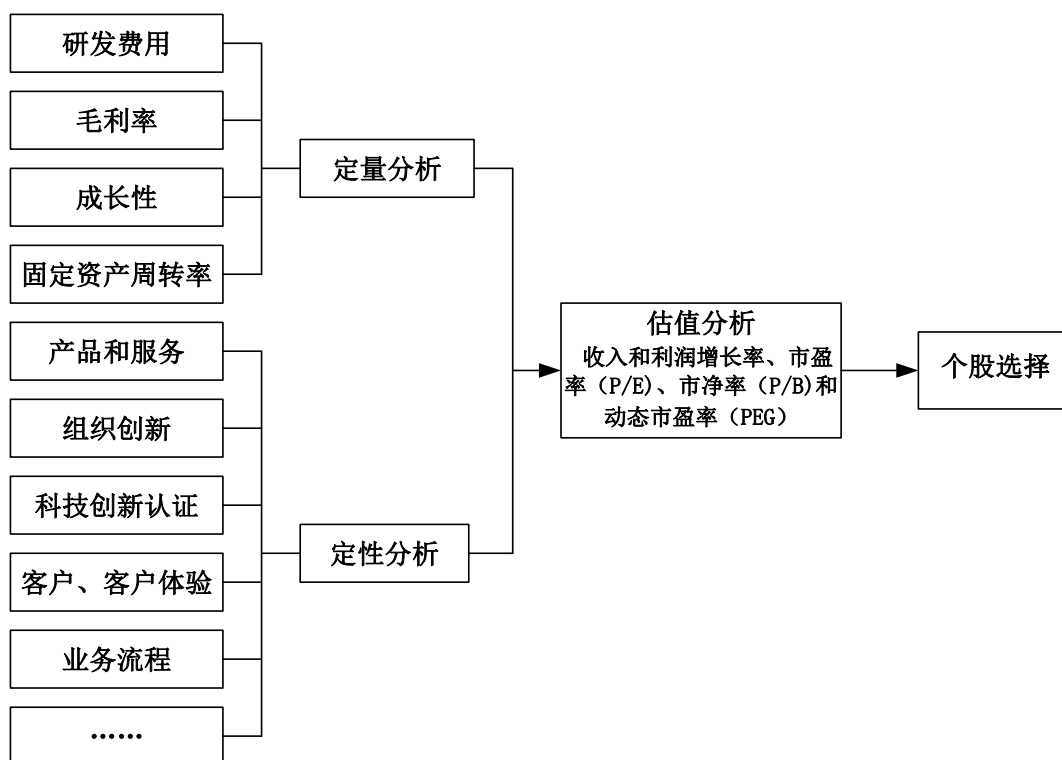 研发费用
毛利率
成长性
固定资产周转率
产品和服务
组织创新
科技创新认证
客户、客户体验
业务流程
……
定量分析
定性分析
估值分析
收入和利润增长率、市盈
率（P/E）、市净率（P/B)和
动态市盈率（PEG）
个股选择